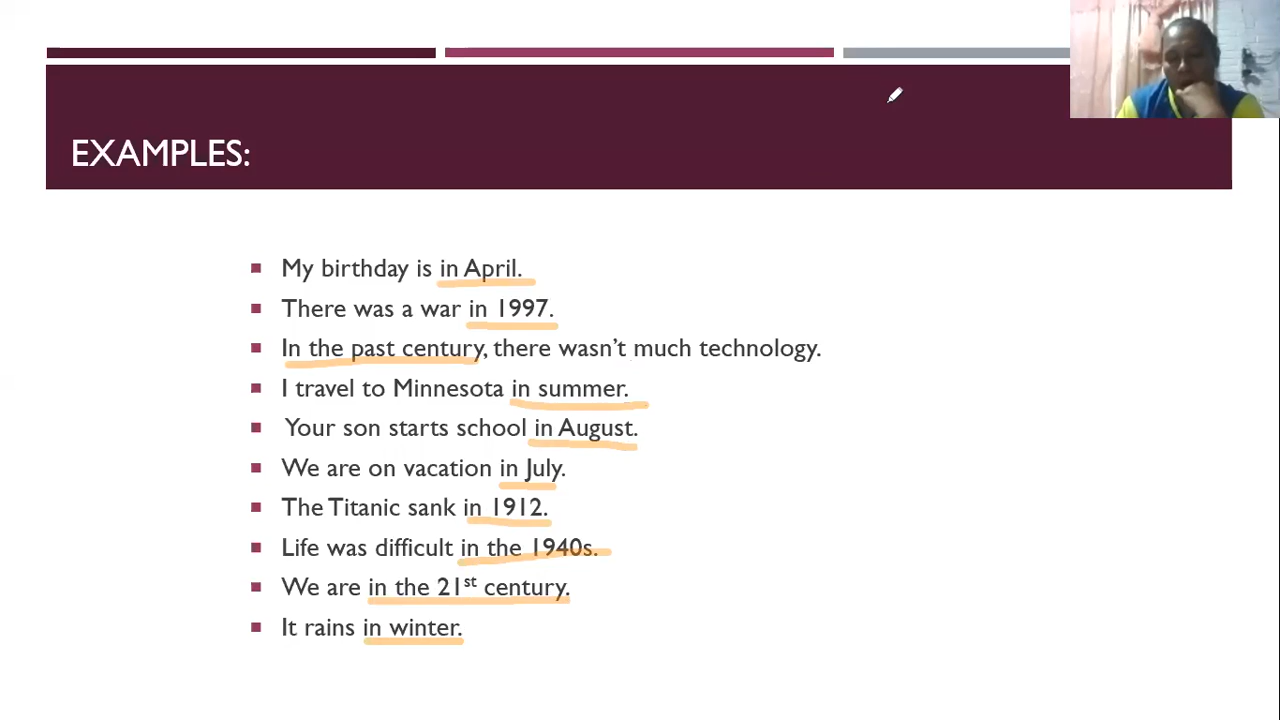 EXAMPLES:
My birthday is in April.
There was a war in 1997.
In the past century, there wasn't much technology.
I travel to Minnesota in summer.
Your son starts school in August.
We are on vacation in July.
The Titanic sank in 1912.
Life was difficult in the 1940s.
We are in the 21st century.
It rains in winter.